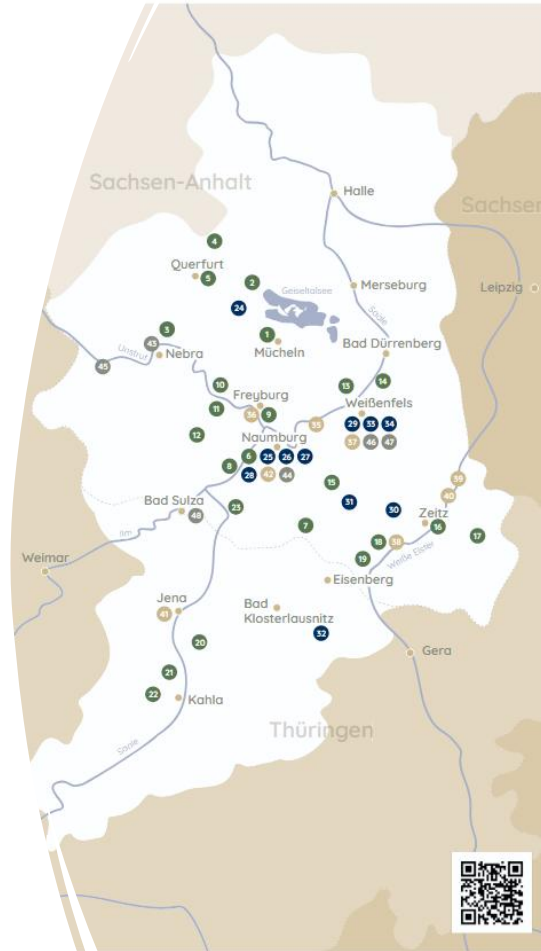 Sachsen-Anhalt
Halle
Sachsen
4
Querfurt
5
2
Geiseltalsee
Merseburg
Leipzig
24
Saale
3
1
43
Mücheln
Bad Dürrenberg
Unstrut
Nebra
45
10
13
14
Freyburg
11
36
9
Weißenfels
35
29
33
34
12
Naumburg
37
46
47
6
25
26
27
8
28
42
44
15
39
40
Bad Sulza
23
31
30
48
Zeitz
16
7
17
Ilm
18
38
Weimar
19
Weiße Elster
Eisenberg
Jena
41
Bad
Klosterlausnitz
32
20
Gera
21
22
Kahla
Thüringen
Saale